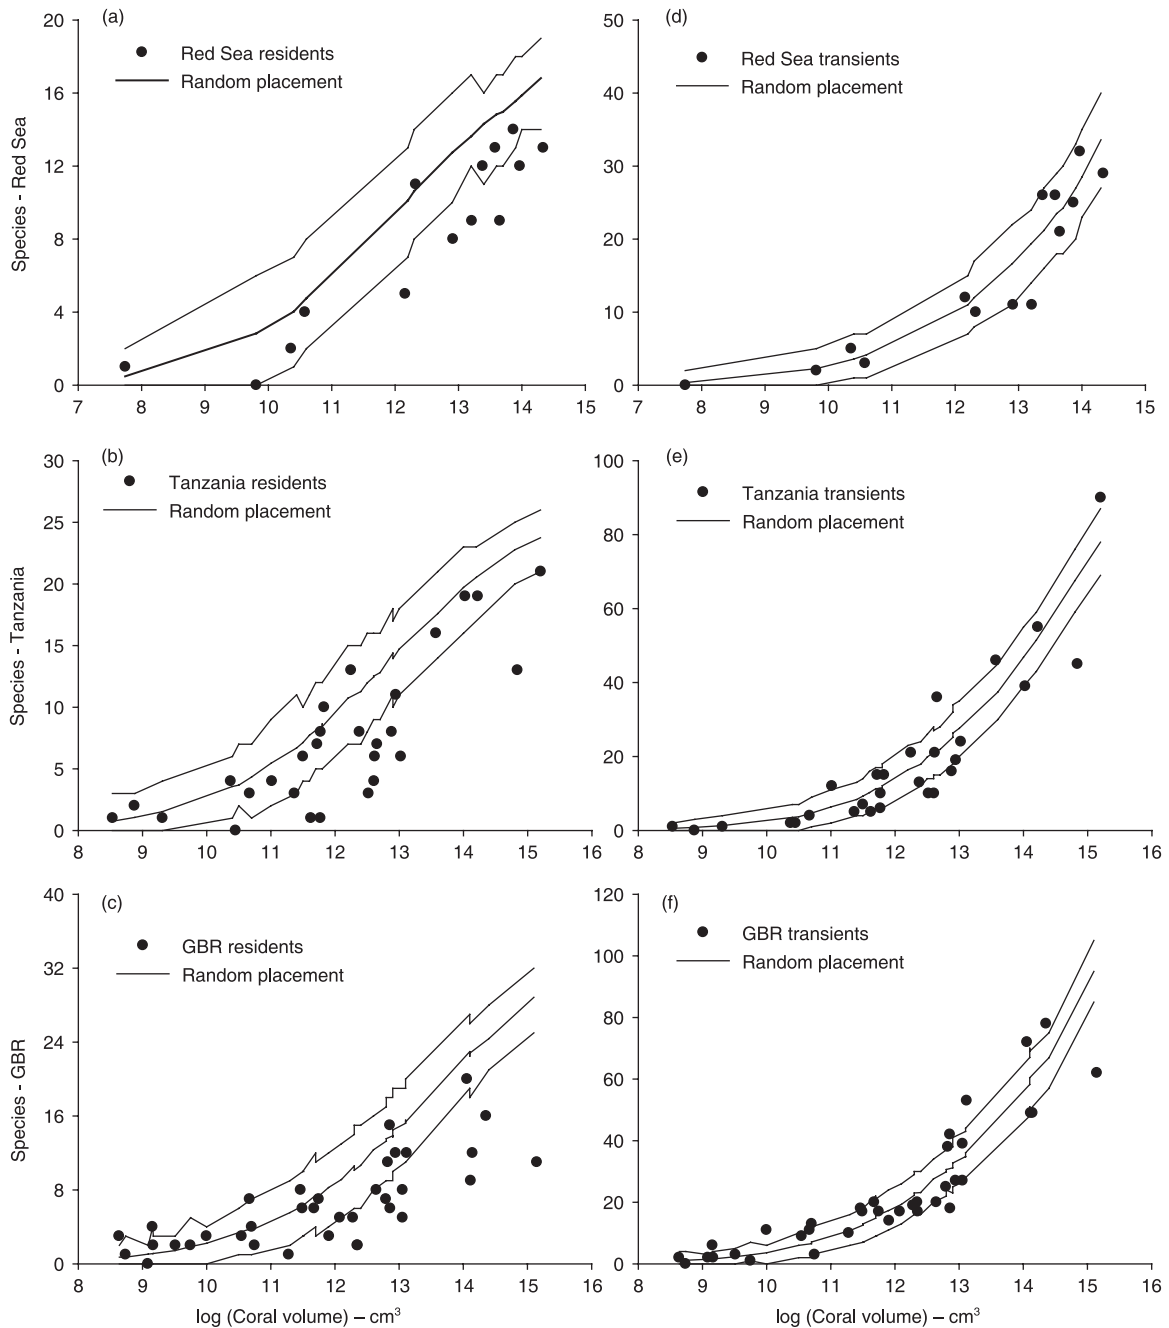 (a)
Red Sea residents
Random placement
Species - Red Sea
20
16
12
8
4
0
7 8 9 10 11 12 13 14 15
(d)
Red Sea transients
Random placement
50
40
30
20
10
0
7 8 9 10 11 12 13 14 15
(b)
Tanzania residents
Random placement
Species - Tanzania
30
25
20
15
10
5
0
8 9 10 11 12 13 14 15 16
(e)
Tanzania transients
Random placement
100
80
60
40
20
0
8 9 10 11 12 13 14 15 16
(c)
GBR residents
Random placement
Species - GBR
40
32
24
16
8
0
8 9 10 11 12 13 14 15 16
log (Coral volume) – cm³
(f)
GBR transients
Random placement
120
100
80
60
40
20
0
8 9 10 11 12 13 14 15 16
log (Coral volume) – cm³